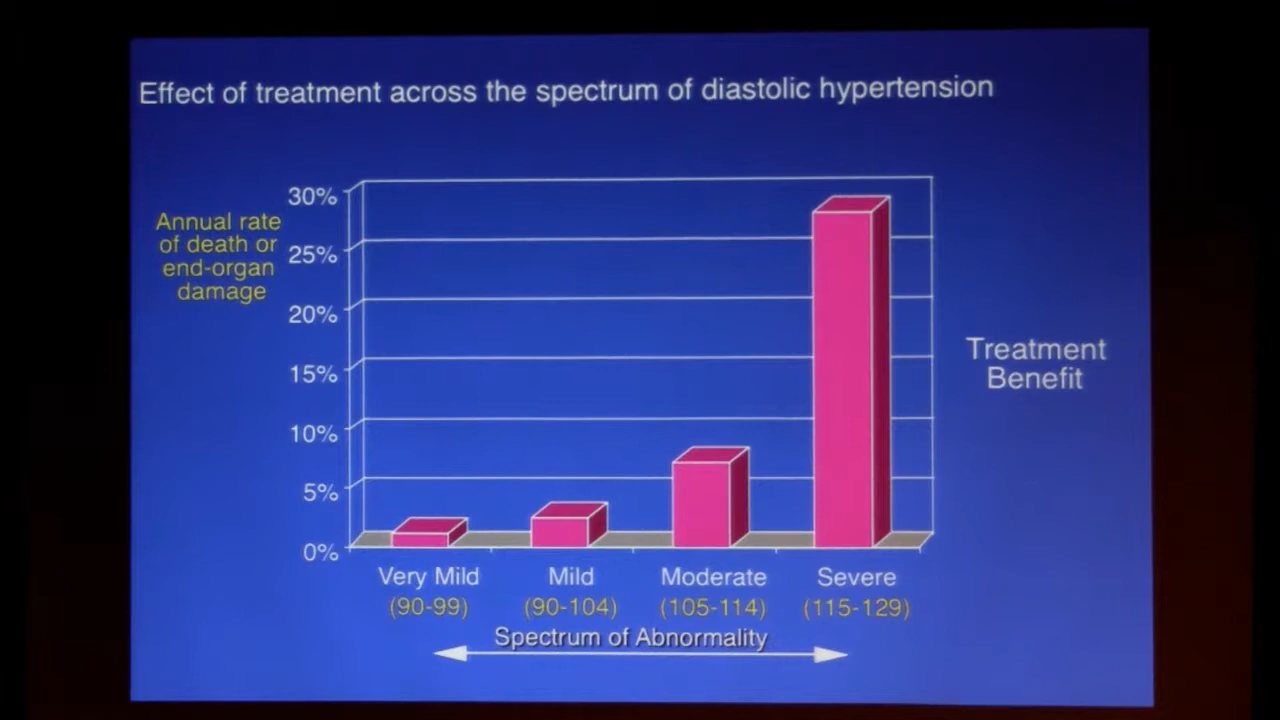 Effect of treatment across the spectrum of diastolic hypertension
Annual rate
of death or
end-organ
damage
30%
25%
20%
15%
10%
5%
0%
Treatment
Benefit
Very Mild
Mild
Moderate
Severe
(90-99)
(90-104)
(105-114)
(115-129)
Spectrum of Abnormality